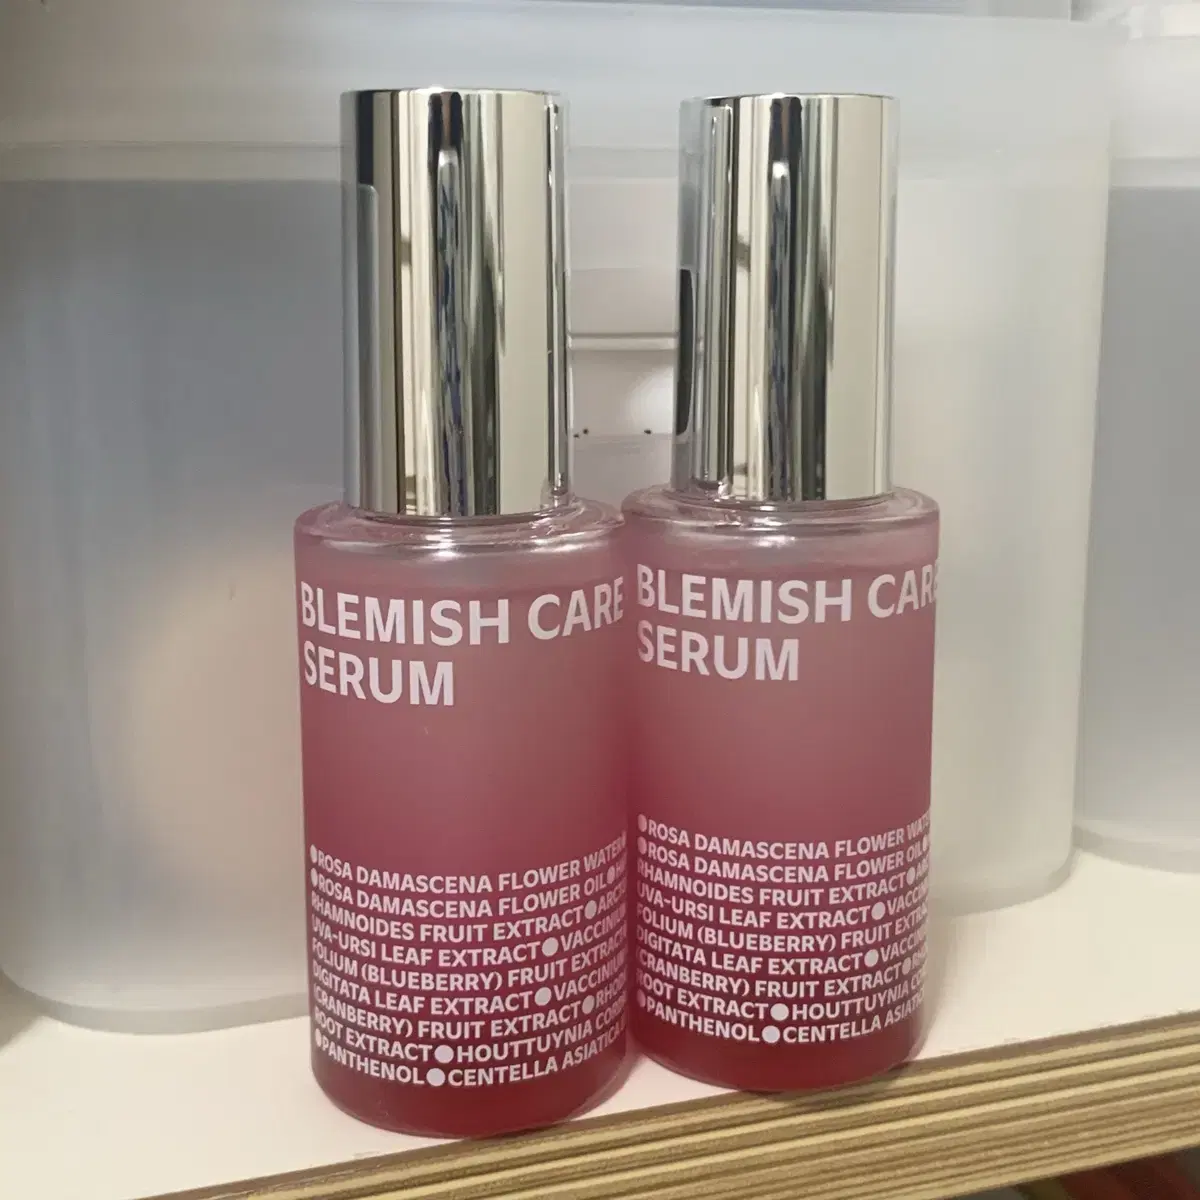 BLEMISH CARE
SERUM
●ROSA DAMASCENA FLOWER WATER●
●ROSA DAMASCENA FLOWER OIL●
RHAMNOIDES FRUIT EXTRACT●
UVA-URSI LEAF EXTRACT●VACCINIUM
FOLIUM (BLUEBERRY) FRUIT EXTRACT
DIGITATA LEAF EXTRACT●VACCINIUM
(CRANBERRY) FRUIT EXTRACT●
ROOT EXTRACT●HOUTTUYNIA
●PANTHENOL●CENTELLA ASIATICA
BLEMISH CARE
SERUM
●ROSA DAMASCENA FLOWER
●ROSA DAMASCENA FLOWER OIL●
RHAMNOIDES FRUIT EXTRACT●
UVA-URSI LEAF EXTRACT●
FOLIUM (BLUEBERRY) FRUIT
DIGITATA LEAF EXTRACT●
(CRANBERRY) FRUIT EXTRACT●
ROOT EXTRACT●HOUTTUYNIA
●PANTHENOL●CENTELLA